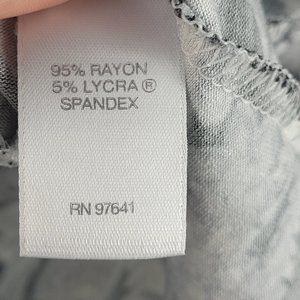 95% RAYON
5% LYCRA®
SPANDEX
RN 97641